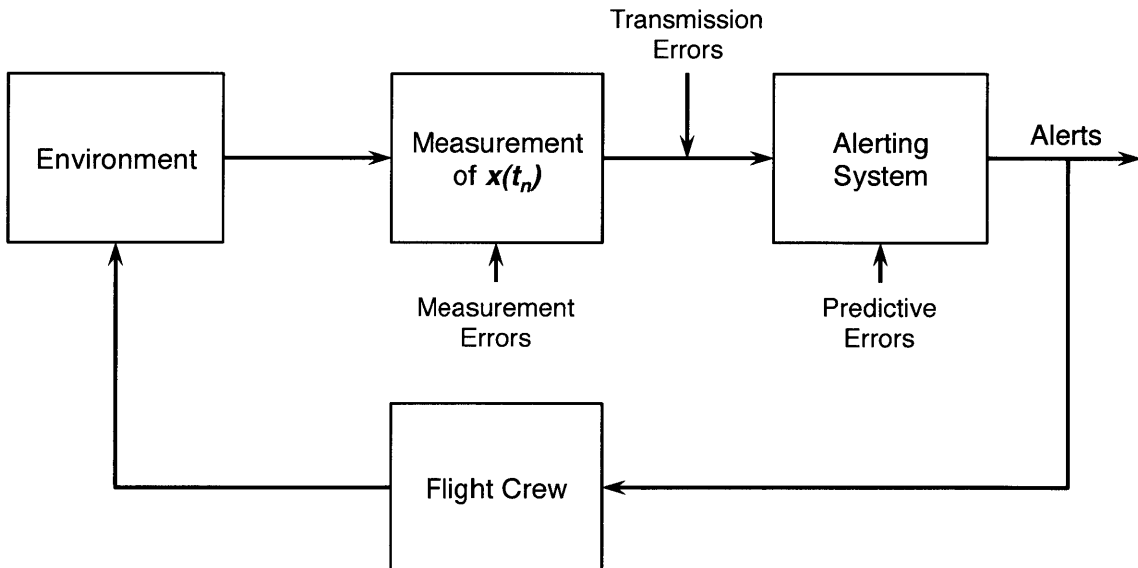 Transmission
Errors
Environment
Measurement
of x(tn)
Alerting
System
Alerts
Measurement
Errors
Predictive
Errors
Flight Crew